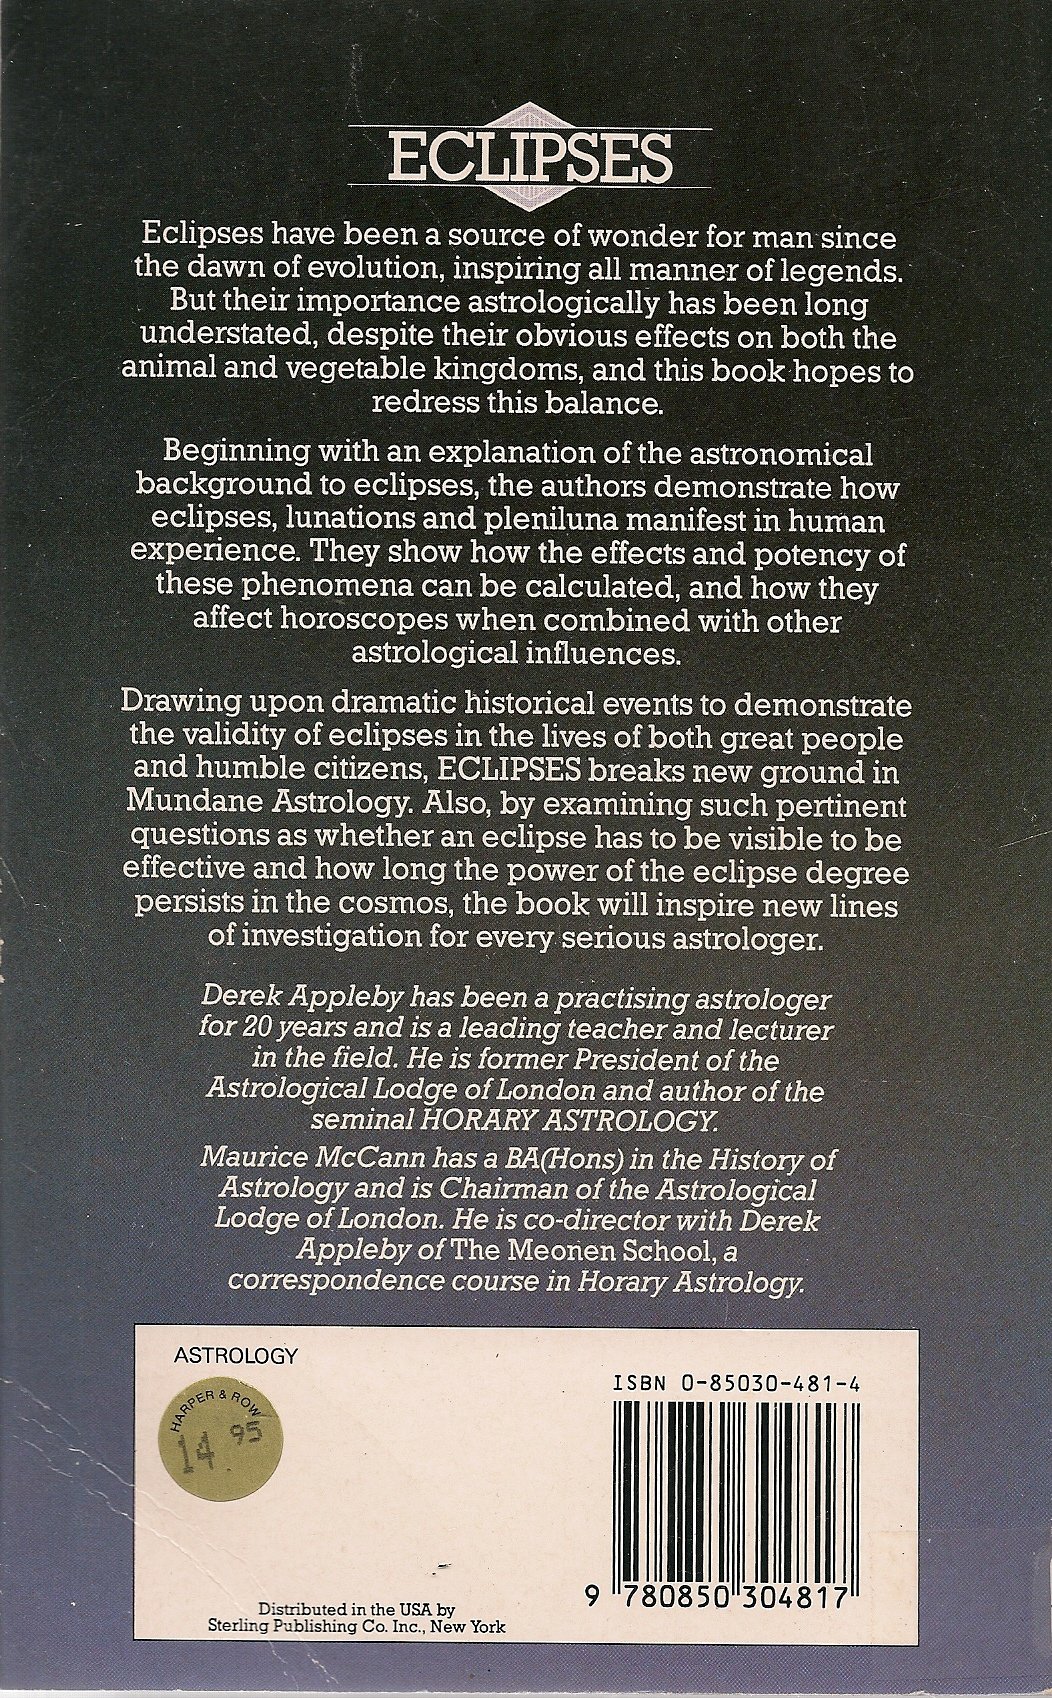 ECLIPSES
Eclipses have been a source of wonder for man since
the dawn of evolution, inspiring all manner of legends.
But their importance astrologically has been long
understated, despite their obvious effects on both the
animal and vegetable kingdoms, and this book hopes to
redress this balance.
Beginning with an explanation of the astronomical
background to eclipses, the authors demonstrate how
eclipses, lunations and pleniluna manifest in human
experience. They show how the effects and potency of
these phenomena can be calculated, and how they
affect horoscopes when combined with other
astrological influences.
Drawing upon dramatic historical events to demonstrate
the validity of eclipses in the lives of both great people
and humble citizens, ECLIPSES breaks new ground in
Mundane Astrology. Also, by examining such pertinent
questions as whether an eclipse has to be visible to be
effective and how long the power of the eclipse degree
persists in the cosmos, the book will inspire new lines
of investigation for every serious astrologer.
Derek Appleby has been a practising astrologer
for 20 years and is a leading teacher and lecturer
in the field. He is former President of the
Astrological Lodge of London and author of the
seminal HORARY ASTROLOGY.
Maurice McCann has a BA(Hons) in the History of
Astrology and is Chairman of the Astrological
Lodge of London. He is co-director with Derek
Appleby of The Meonen School, a
correspondence course in Horary Astrology.
ASTROLOGY
HARPER & ROW
14 95
ISBN 0-85030-481-4
9 780850 304817
Distributed in the USA by
Sterling Publishing Co. Inc., New York